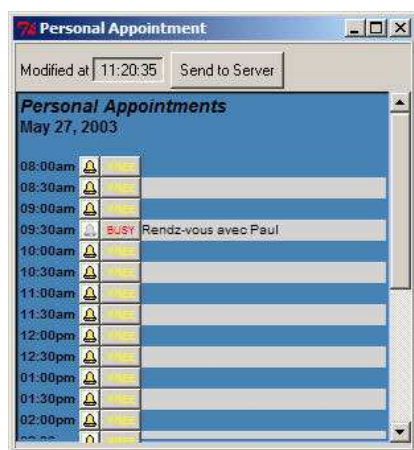 Personal Appointment
Modified at 11:20:35 Send to Server
Personal Appointments
May 27, 2003
08:00am FREE
08:30am FREE
09:00am FREE
09:30am BUSY Rendz-vous avec Paul
10:00am FREE
10:30am FREE
11:00am FREE
11:30am FREE
12:00pm FREE
12:30pm FREE
01:00pm FREE
01:30pm FREE
02:00pm FREE